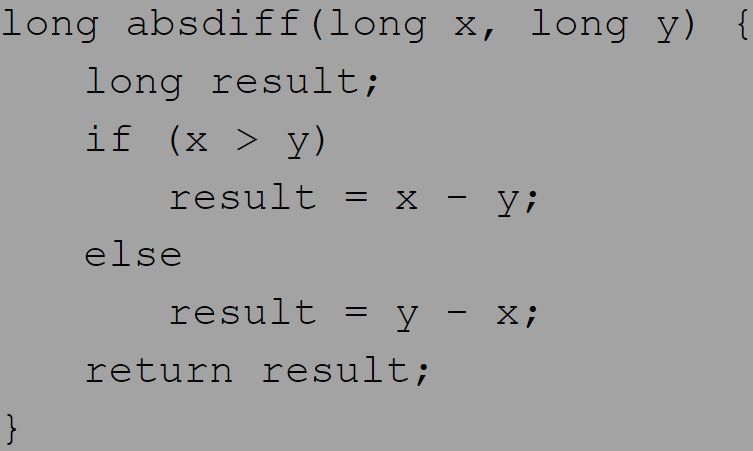 long absdiff(long x, long y) {
    long result;
    if (x > y)
        result = x - y;
    else
        result = y - x;
    return result;
}